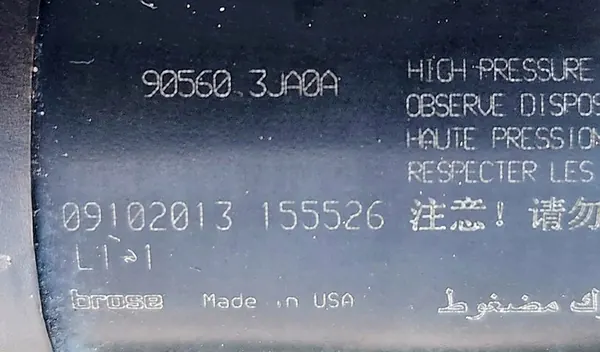 90560 3JA0A
HIGH PRESSURE
OBSERVE DISPOS
HAUTE PRESSION
RESPECTER LES
09102013 155526 注意! 请勿
brose Made in USA
مضغوط